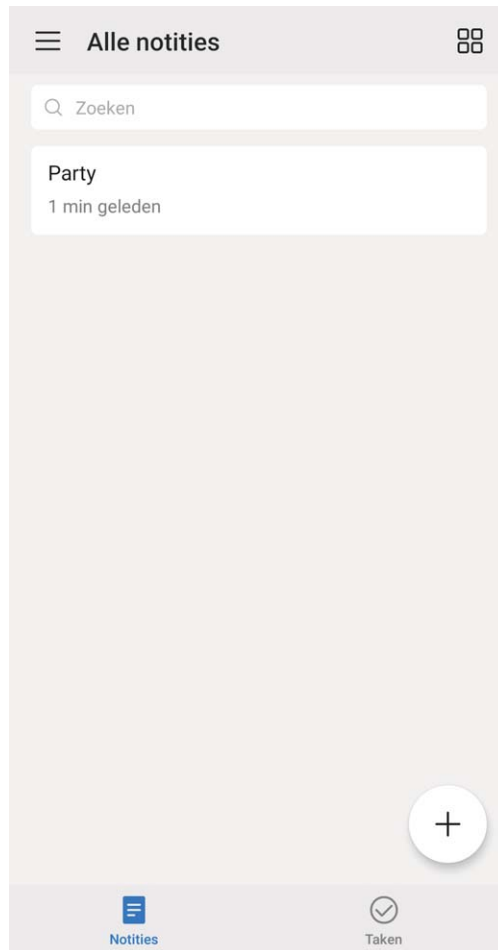 Alle notities
Zoeken
Party
1 min geleden
Notities
Taken